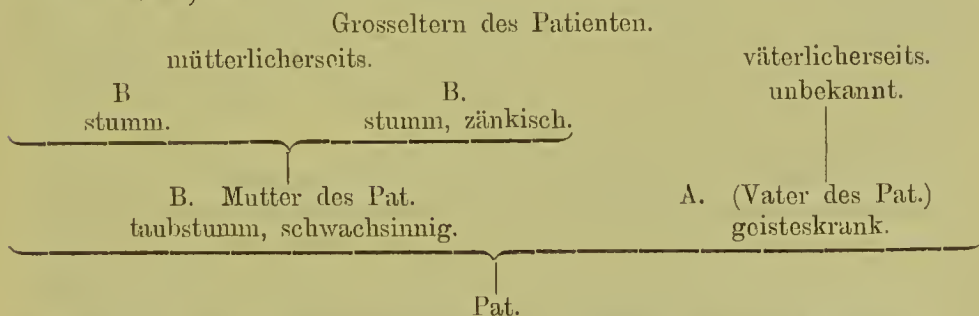 Grosseltern des Patienten.
mütterlicherseits. väterlicherseits.
B B. unbekannt.
stumm. stumm, zänkisch.
B. Mutter des Pat. A. (Vater des Pat.)
taubstumm, schwachsinnig. geisteskrank.
Pat.